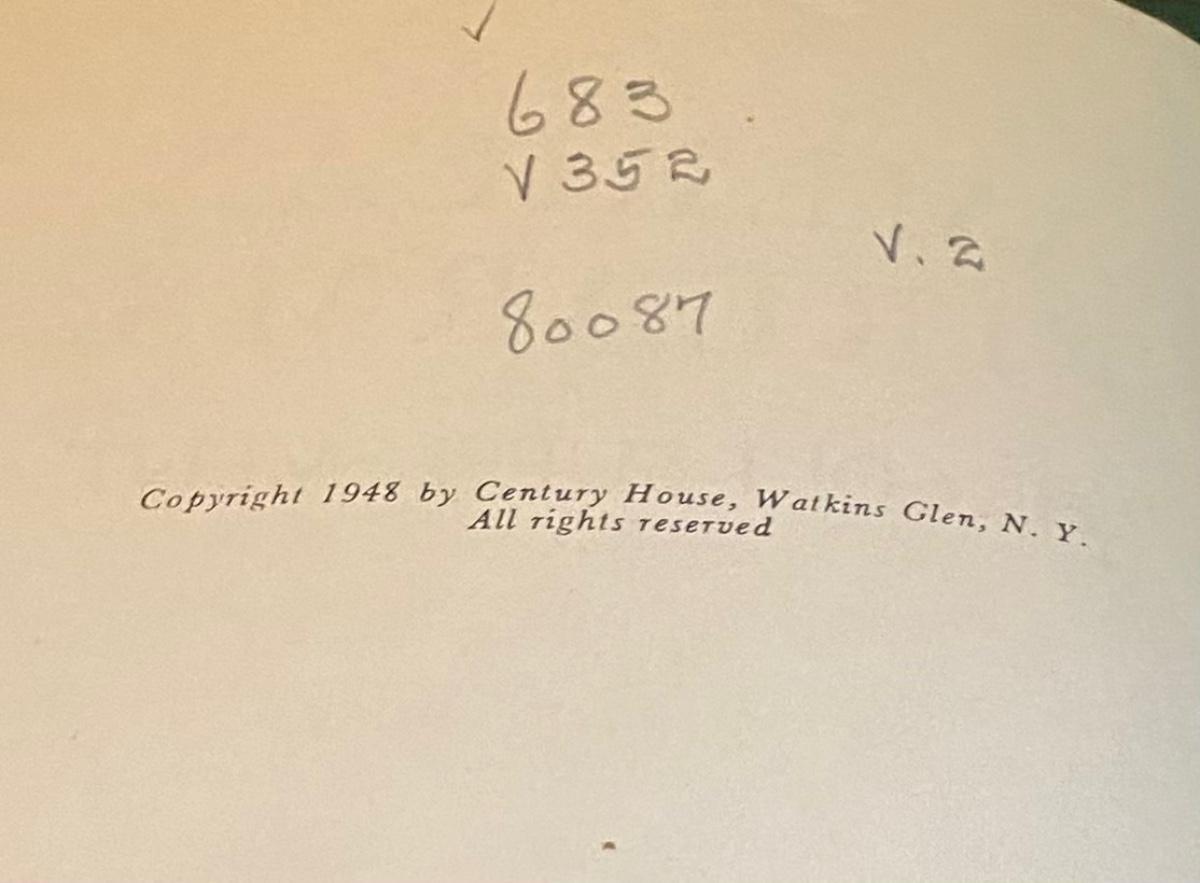 ✓
683
V352
V. 2
80087
Copyright 1948 by Century House, Watkins Glen, N. Y.
All rights reserved